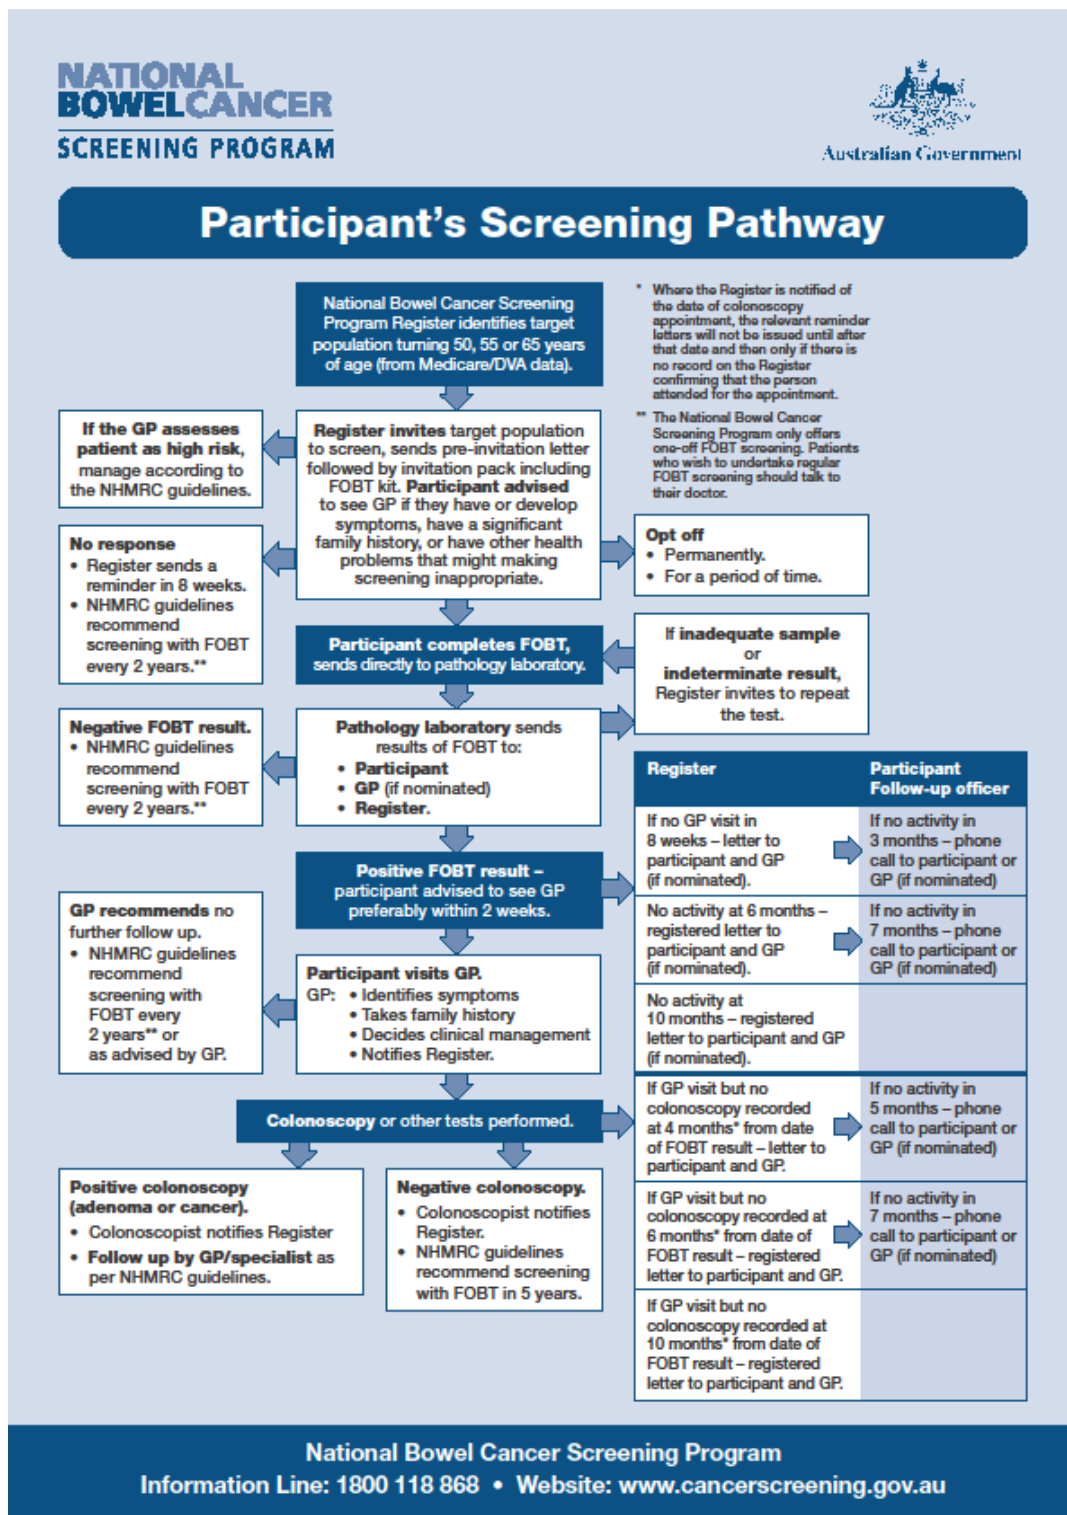 NATIONAL
BOWELCANCER
SCREENING PROGRAM
Australian Government
Participant's Screening Pathway
National Bowel Cancer Screening
Program Register identifies target
population turning 50, 55 or 65 years
of age (from Medicare/DVA data).
* Where the Register is notified of
the date of colonoscopy
appointment, the relevant reminder
letters will not be issued until after
that date and then only if there is
no record on the Register
confirming that the person
attended for the appointment.
** The National Bowel Cancer
Screening Program only offers
one-off FOBT screening. Patients
who wish to undertake regular
FOBT screening should talk to
their doctor.
If the GP assesses
patient as high risk,
manage according to
the NHMRC guidelines.
Register invites target population
to screen, sends pre-invitation letter
followed by invitation pack including
FOBT kit. Participant advised
to see GP if they have or develop
symptoms, have a significant
family history, or have other health
problems that might making
screening inappropriate.
No response
• Register sends a
reminder in 8 weeks.
• NHMRC guidelines
recommend
screening with FOBT
every 2 years.**
Opt off
• Permanently.
• For a period of time.
Participant completes FOBT,
sends directly to pathology laboratory.
If inadequate sample
or
indeterminate result,
Register invites to repeat
the test.
Negative FOBT result.
• NHMRC guidelines
recommend
screening with FOBT
every 2 years.**
Pathology laboratory sends
results of FOBT to:
• Participant
• GP (if nominated)
• Register.
Positive FOBT result –
participant advised to see GP
preferably within 2 weeks.
GP recommends no
further follow up.
• NHMRC guidelines
recommend
screening with
FOBT every
2 years** or
as advised by GP.
Participant visits GP.
GP: • Identifies symptoms
• Takes family history
• Decides clinical management
• Notifies Register.
Colonoscopy or other tests performed.
Positive colonoscopy
(adenoma or cancer).
• Colonoscopist notifies Register
• Follow up by GP/specialist as
per NHMRC guidelines.
Negative colonoscopy.
• Colonoscopist notifies
Register.
• NHMRC guidelines
recommend screening
with FOBT in 5 years.
Register
Participant
Follow-up officer
If no GP visit in
8 weeks – letter to
participant and GP
(if nominated).
If no activity in
3 months – phone
call to participant or
GP (if nominated)
No activity at 6 months –
registered letter to
participant and GP
(if nominated).
If no activity in
7 months – phone
call to participant or
GP (if nominated)
No activity at
10 months – registered
letter to participant and GP
(if nominated).
If GP visit but no
colonoscopy recorded
at 4 months* from date
of FOBT result – letter to
participant and GP.
If no activity in
5 months – phone
call to participant or
GP (if nominated)
If GP visit but no
colonoscopy recorded at
6 months* from date of
FOBT result – registered
letter to participant and GP.
If no activity in
7 months – phone
call to participant or
GP (if nominated)
If GP visit but no
colonoscopy recorded at
10 months* from date of
FOBT result – registered
letter to participant and GP.
National Bowel Cancer Screening Program
Information Line: 1800 118 868 • Website: www.cancerscreening.gov.au